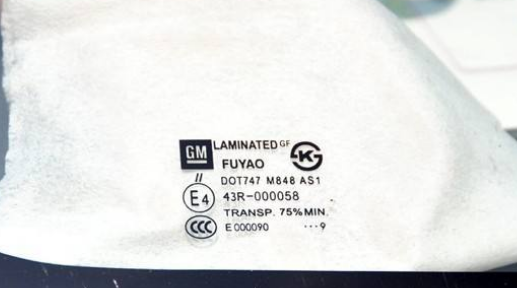 GM LAMINATED GF
FUYAO
// DOT747 M848 AS1
E4 43R-000058
TRANSP. 75% MIN.
CCC E000090 ···9